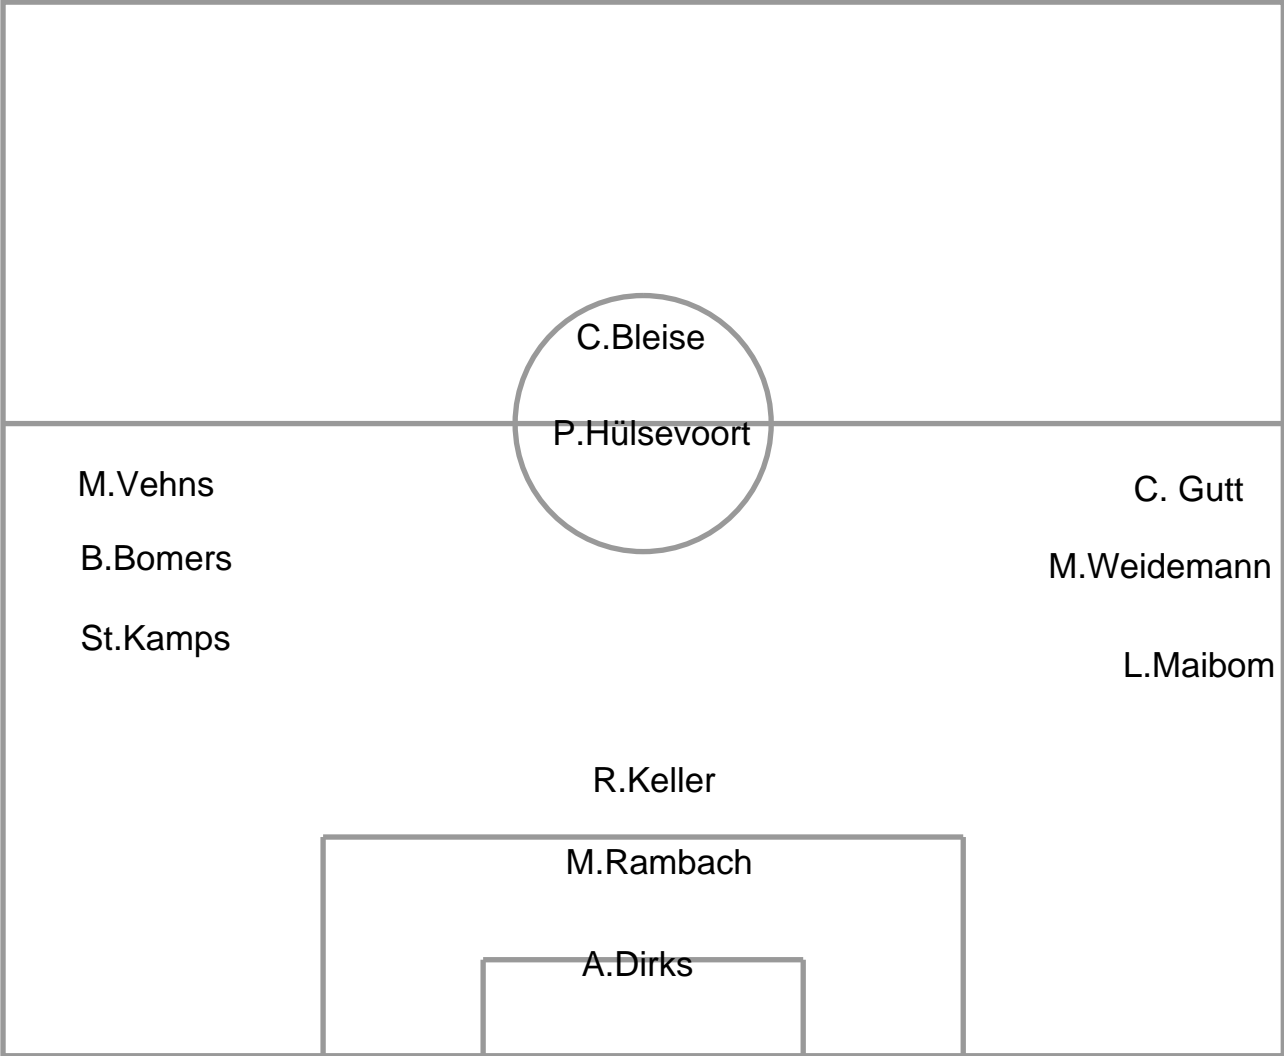 C.Bleise
P.Hülsevoort
M.Vehns
C. Gutt
B.Bomers
M.Weidemann
St.Kamps
L.Maibom
R.Keller
M.Rambach
A.Dirks